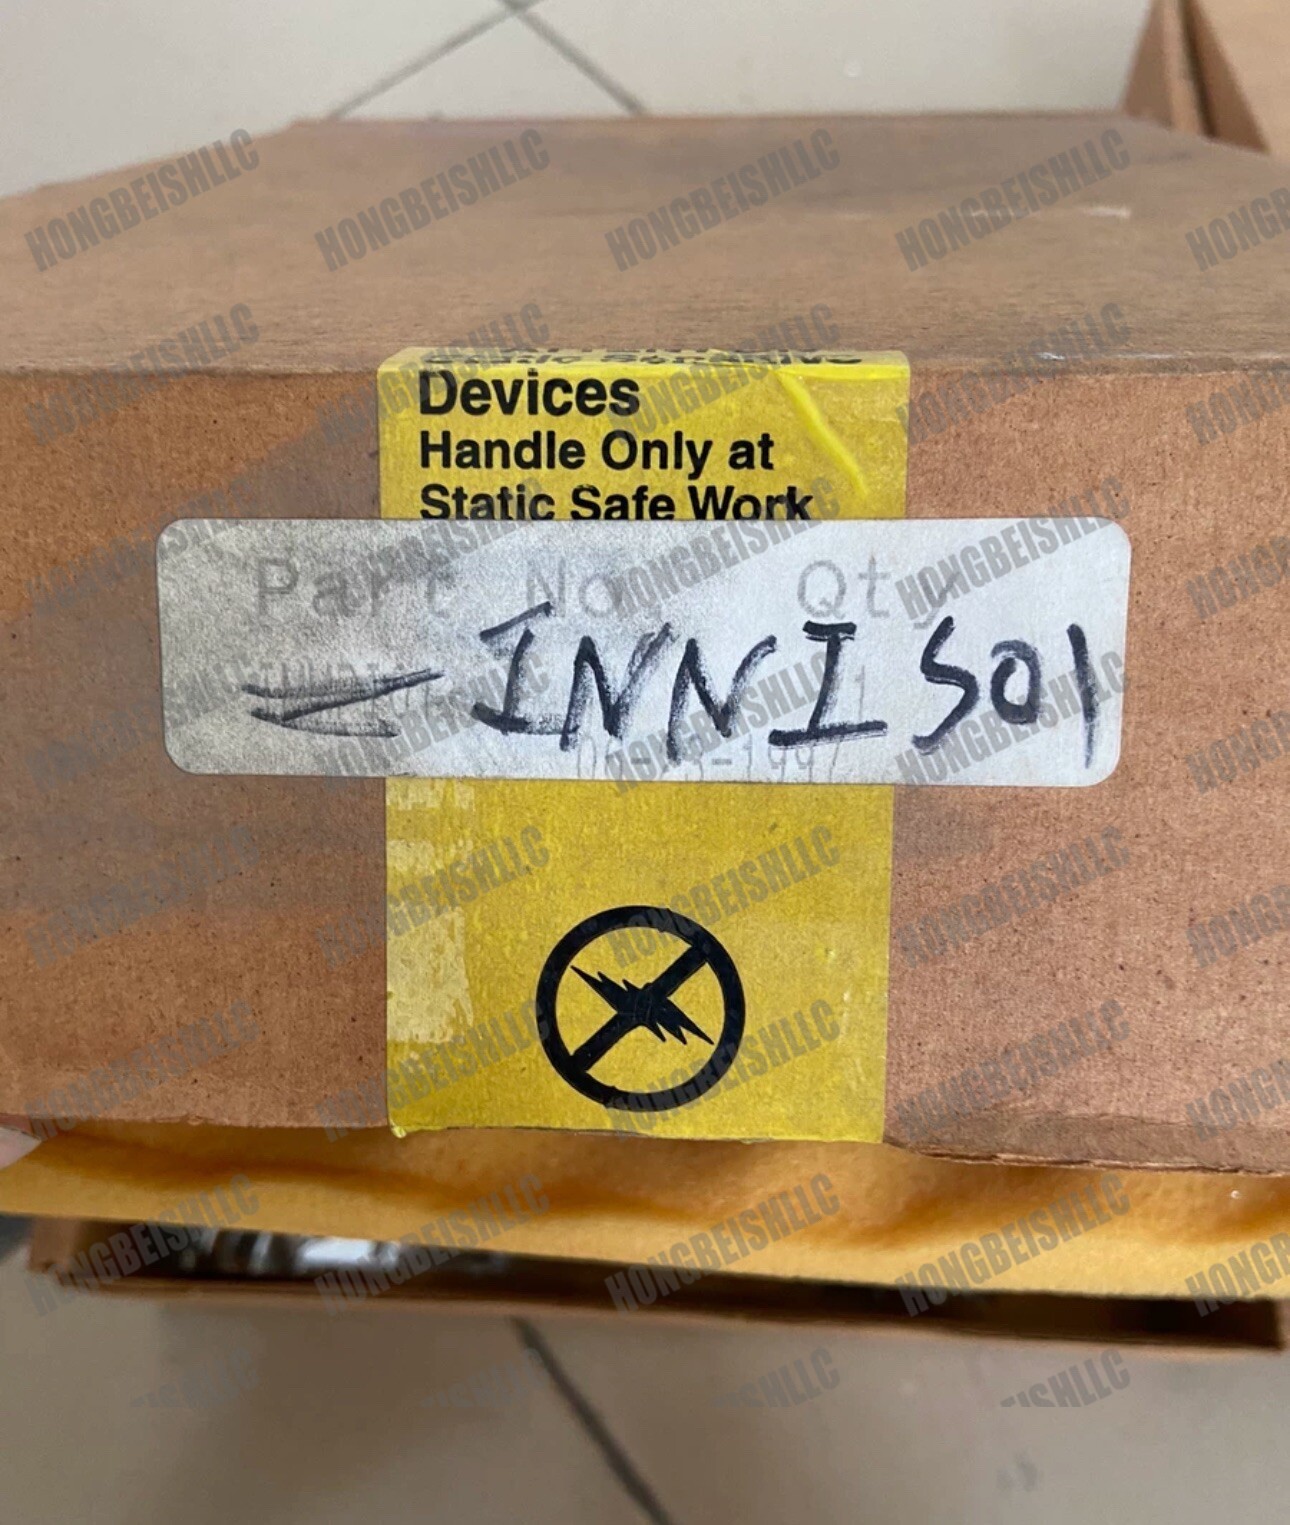 Devices
Handle Only at
Static Safe Work
Part No. Qty
INNIS01
HONGBEISHLLC